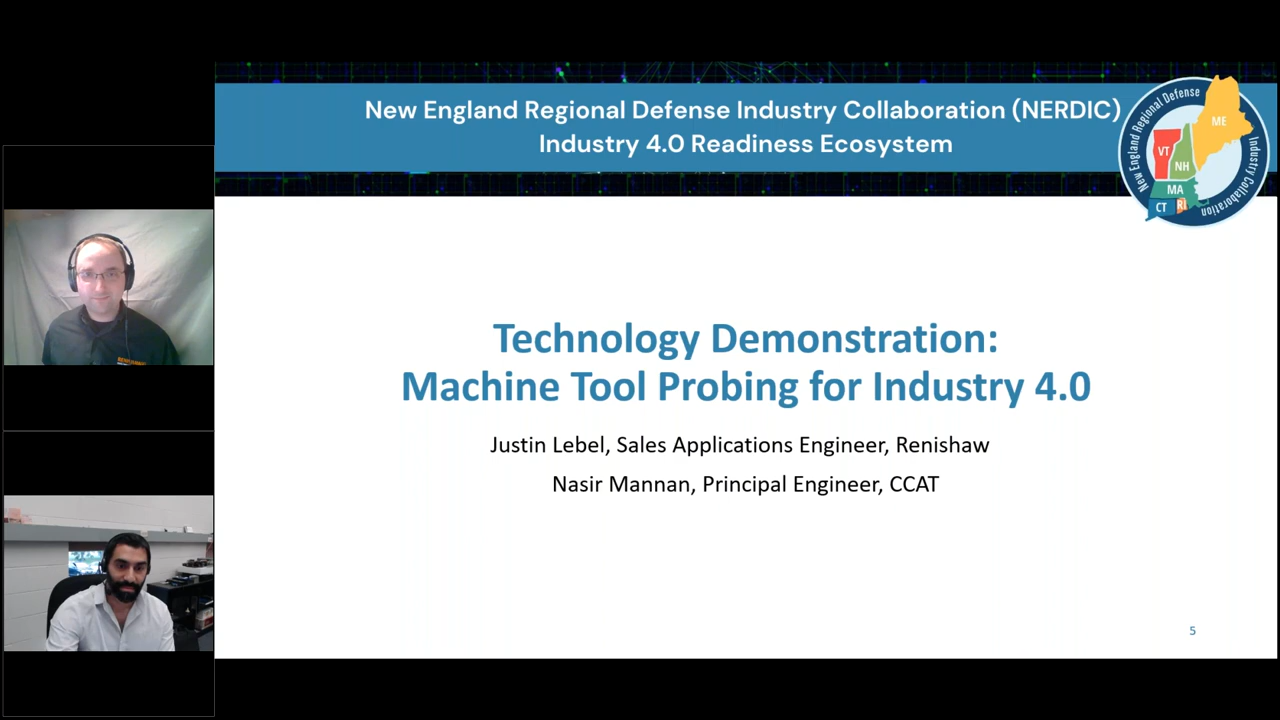 New England Regional Defense Industry Collaboration (NERDIC)
Industry 4.0 Readiness Ecosystem
New England Regional Defense
Industry Collaboration
ME
VT
NH
MA
CT
RI
Technology Demonstration:
Machine Tool Probing for Industry 4.0
Justin Lebel, Sales Applications Engineer, Renishaw
Nasir Mannan, Principal Engineer, CCAT
5